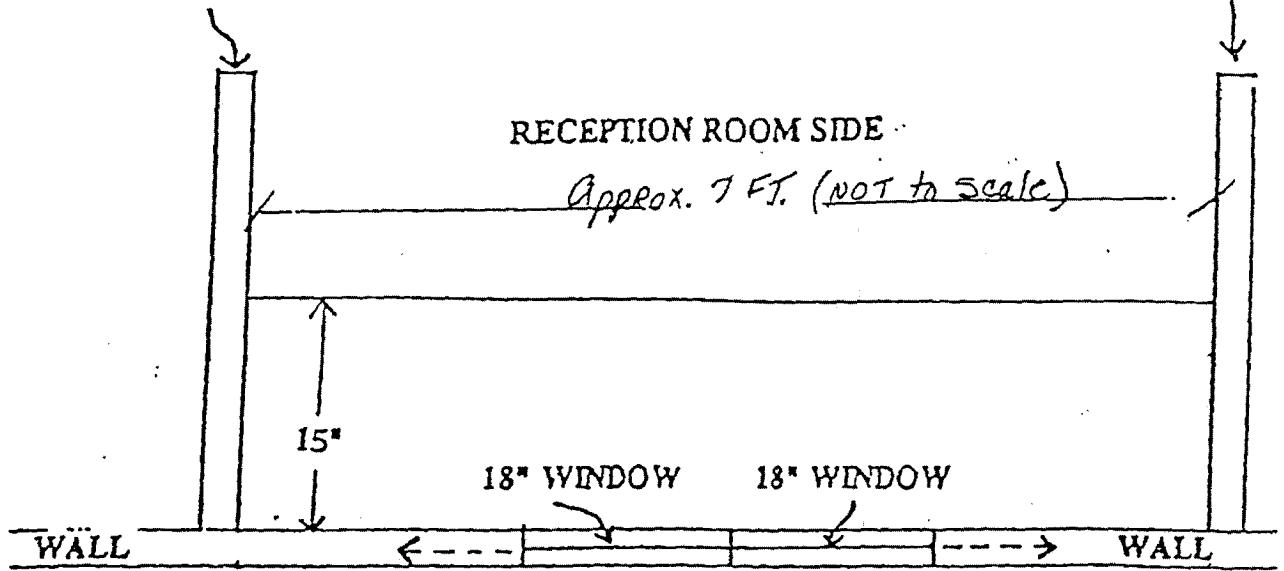 RECEPTION ROOM SIDE
Approx. 7 FT. (NOT to scale)
15"
18" WINDOW 18" WINDOW
WALL WALL